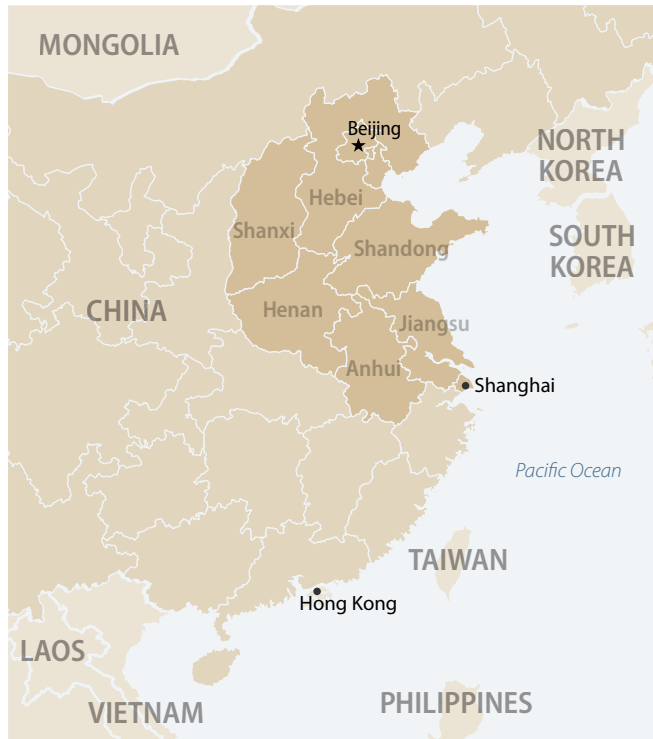 MONGOLIA
Beijing
NORTH
KOREA
Hebei
Shanxi
Shandong
SOUTH
KOREA
CHINA
Henan
Jiangsu
Anhui
Shanghai
Pacific Ocean
TAIWAN
Hong Kong
LAOS
VIETNAM
PHILIPPINES